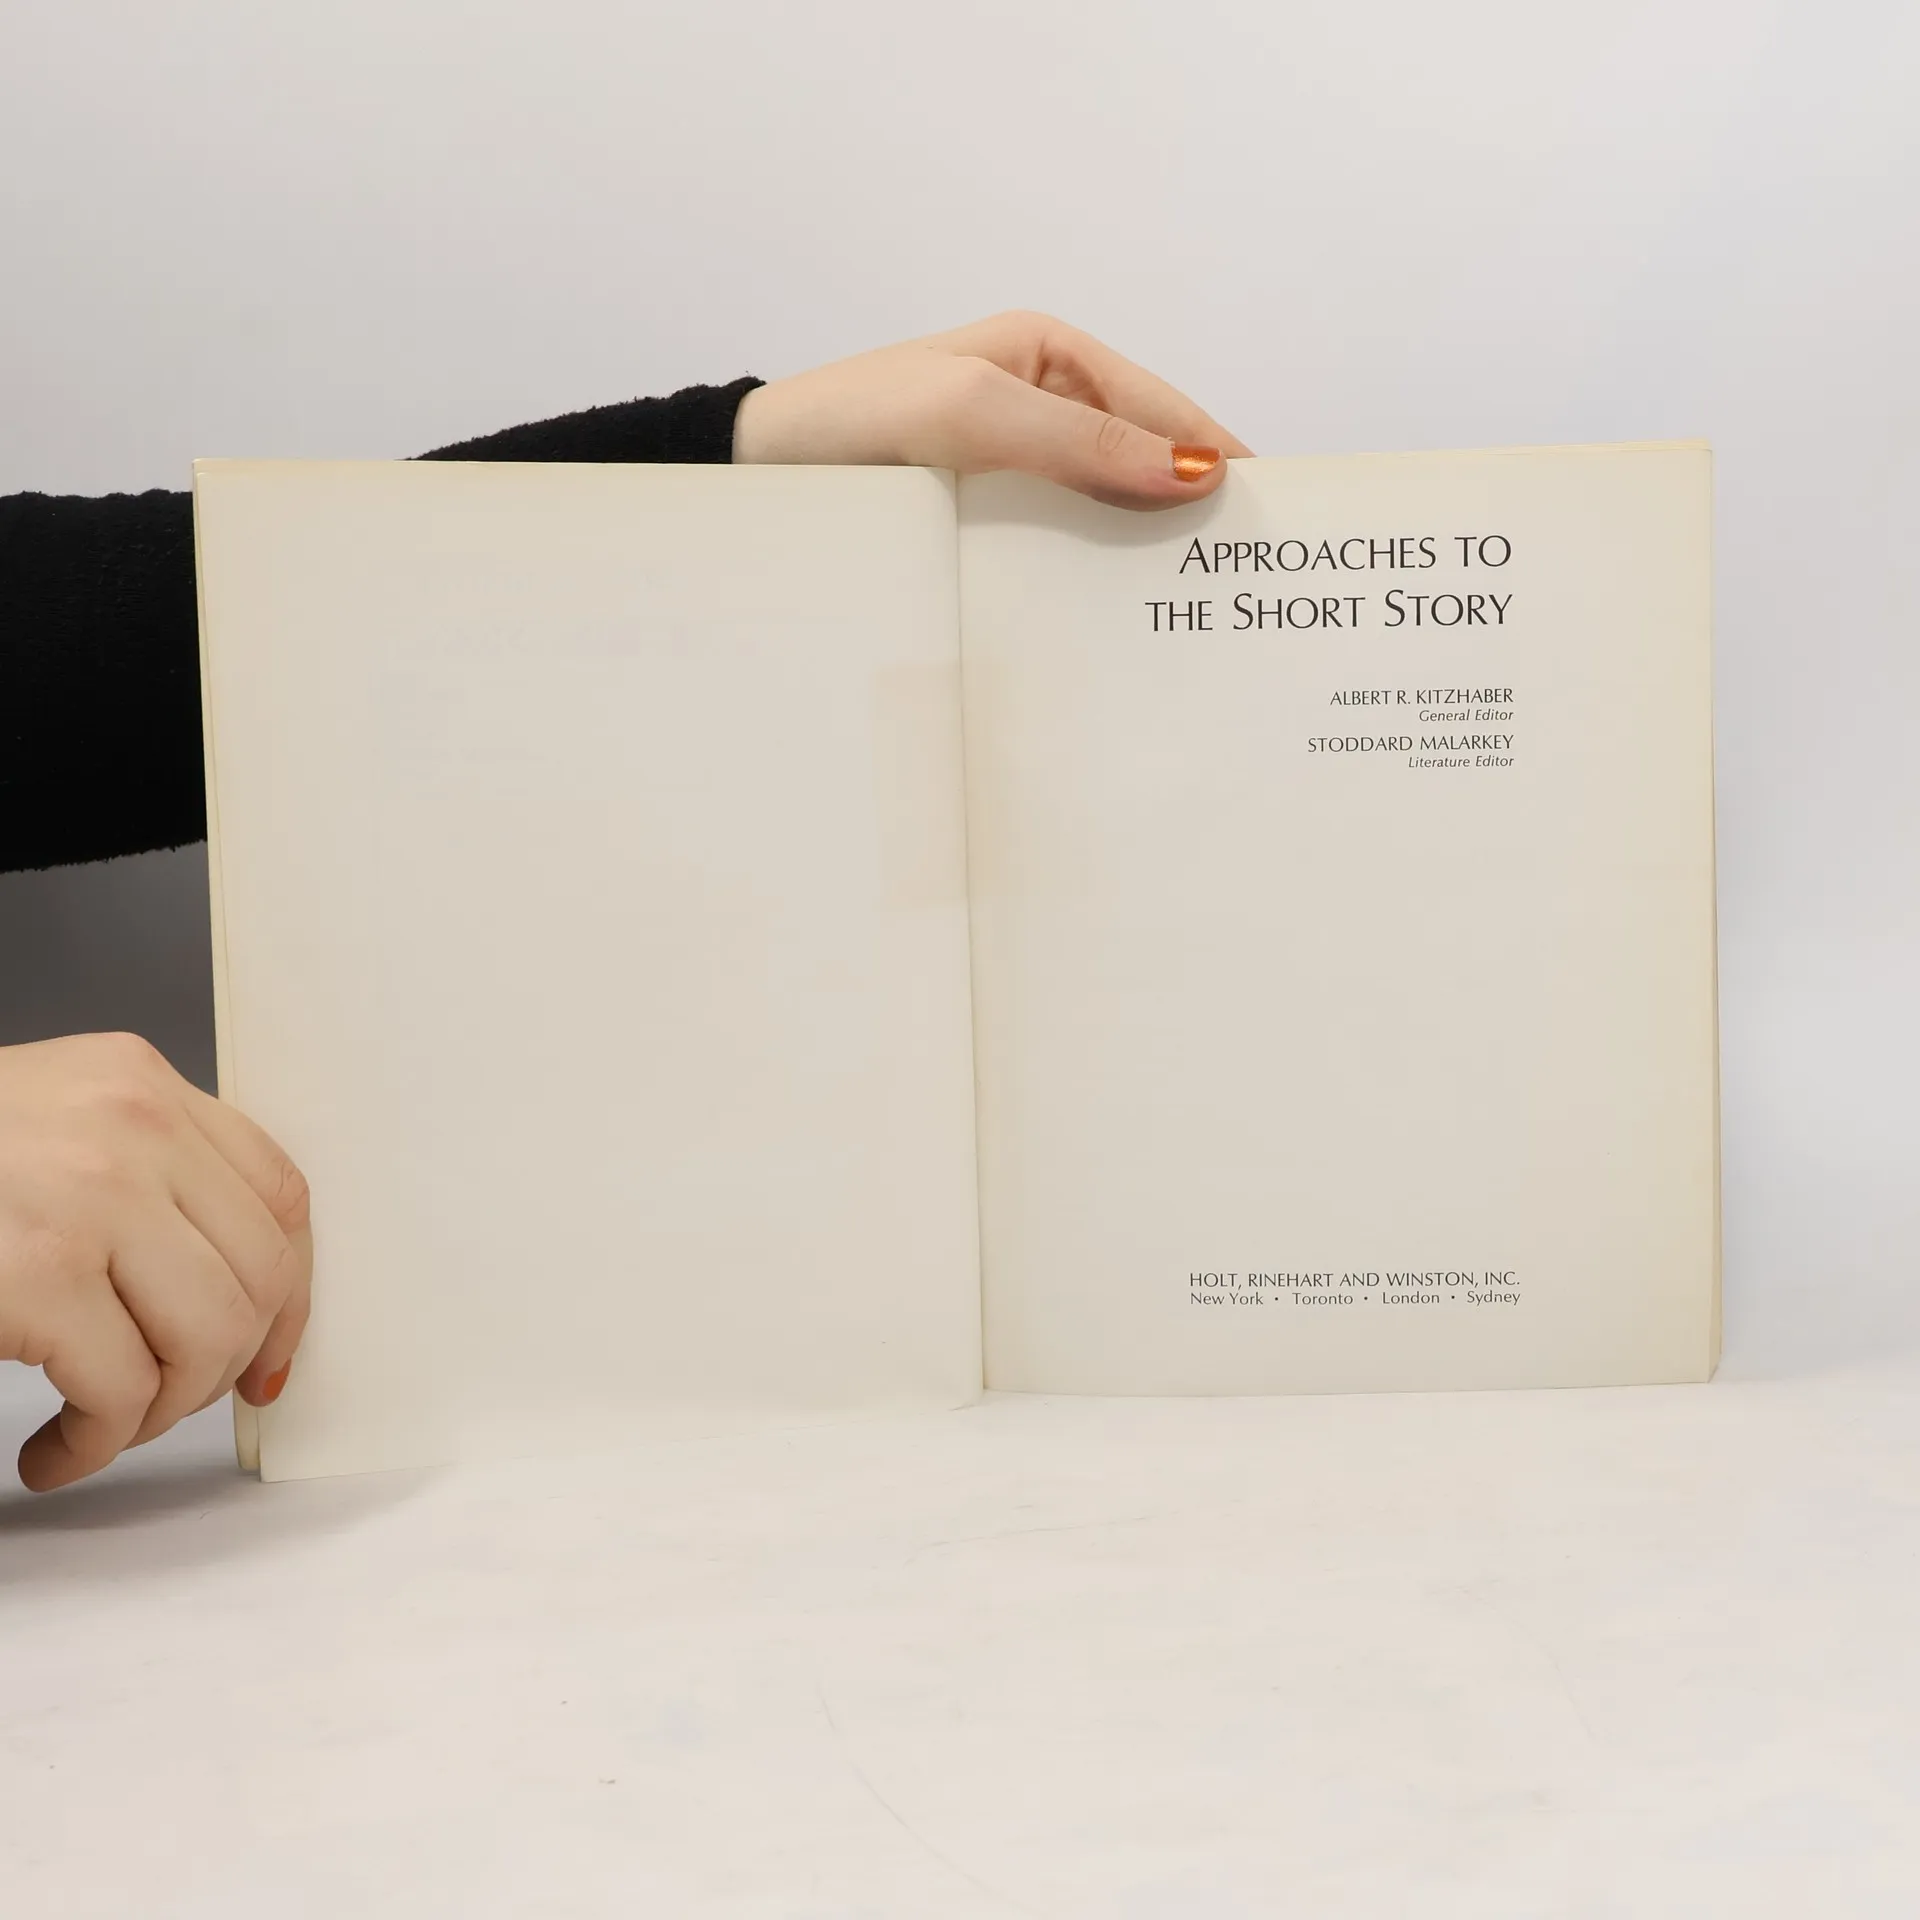 APPROACHES TO
THE SHORT STORY
ALBERT R. KITZHABER
General Editor
STODDARD MALARKEY
Literature Editor
HOLT, RINEHART AND WINSTON, INC.
New York • Toronto • London • Sydney